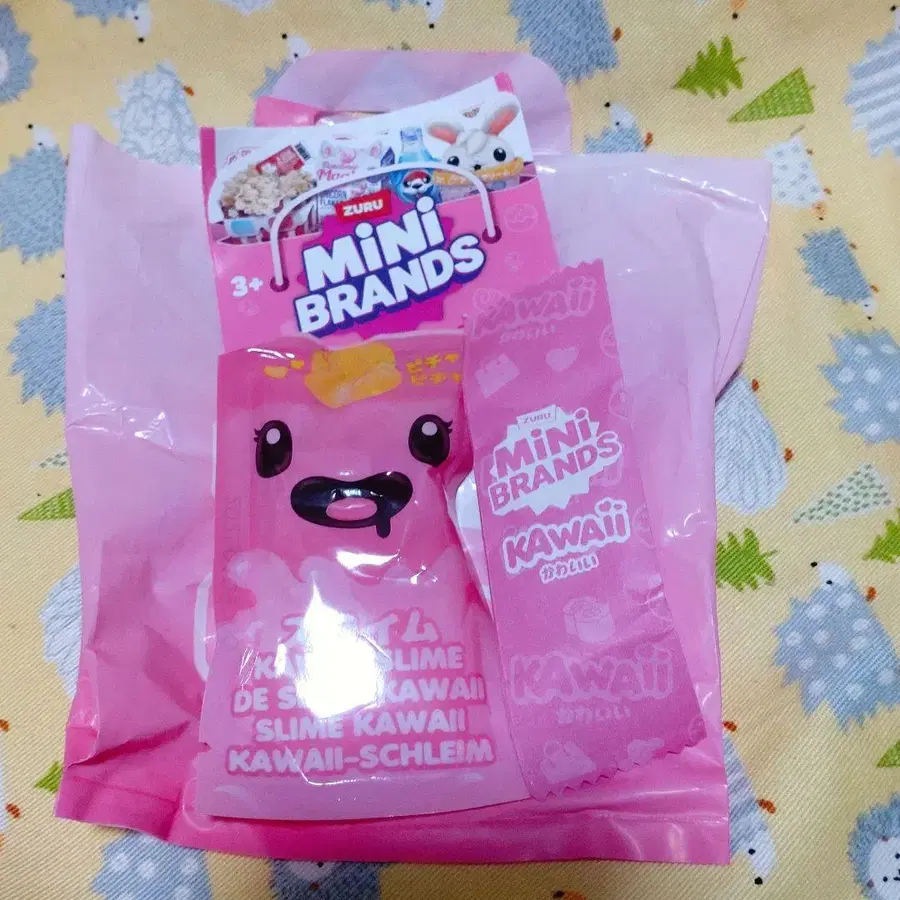 ZURU
MiNi
BRANDS
3+
ピチャ
ピチャ
SLIME
DE KAWAII
SLIME KAWAII
KAWAII-SCHLEIM
KAWAii
かわいい
ZURU
MiNi
BRANDS
KAWAii
かわいい
KAWAii
かわいい